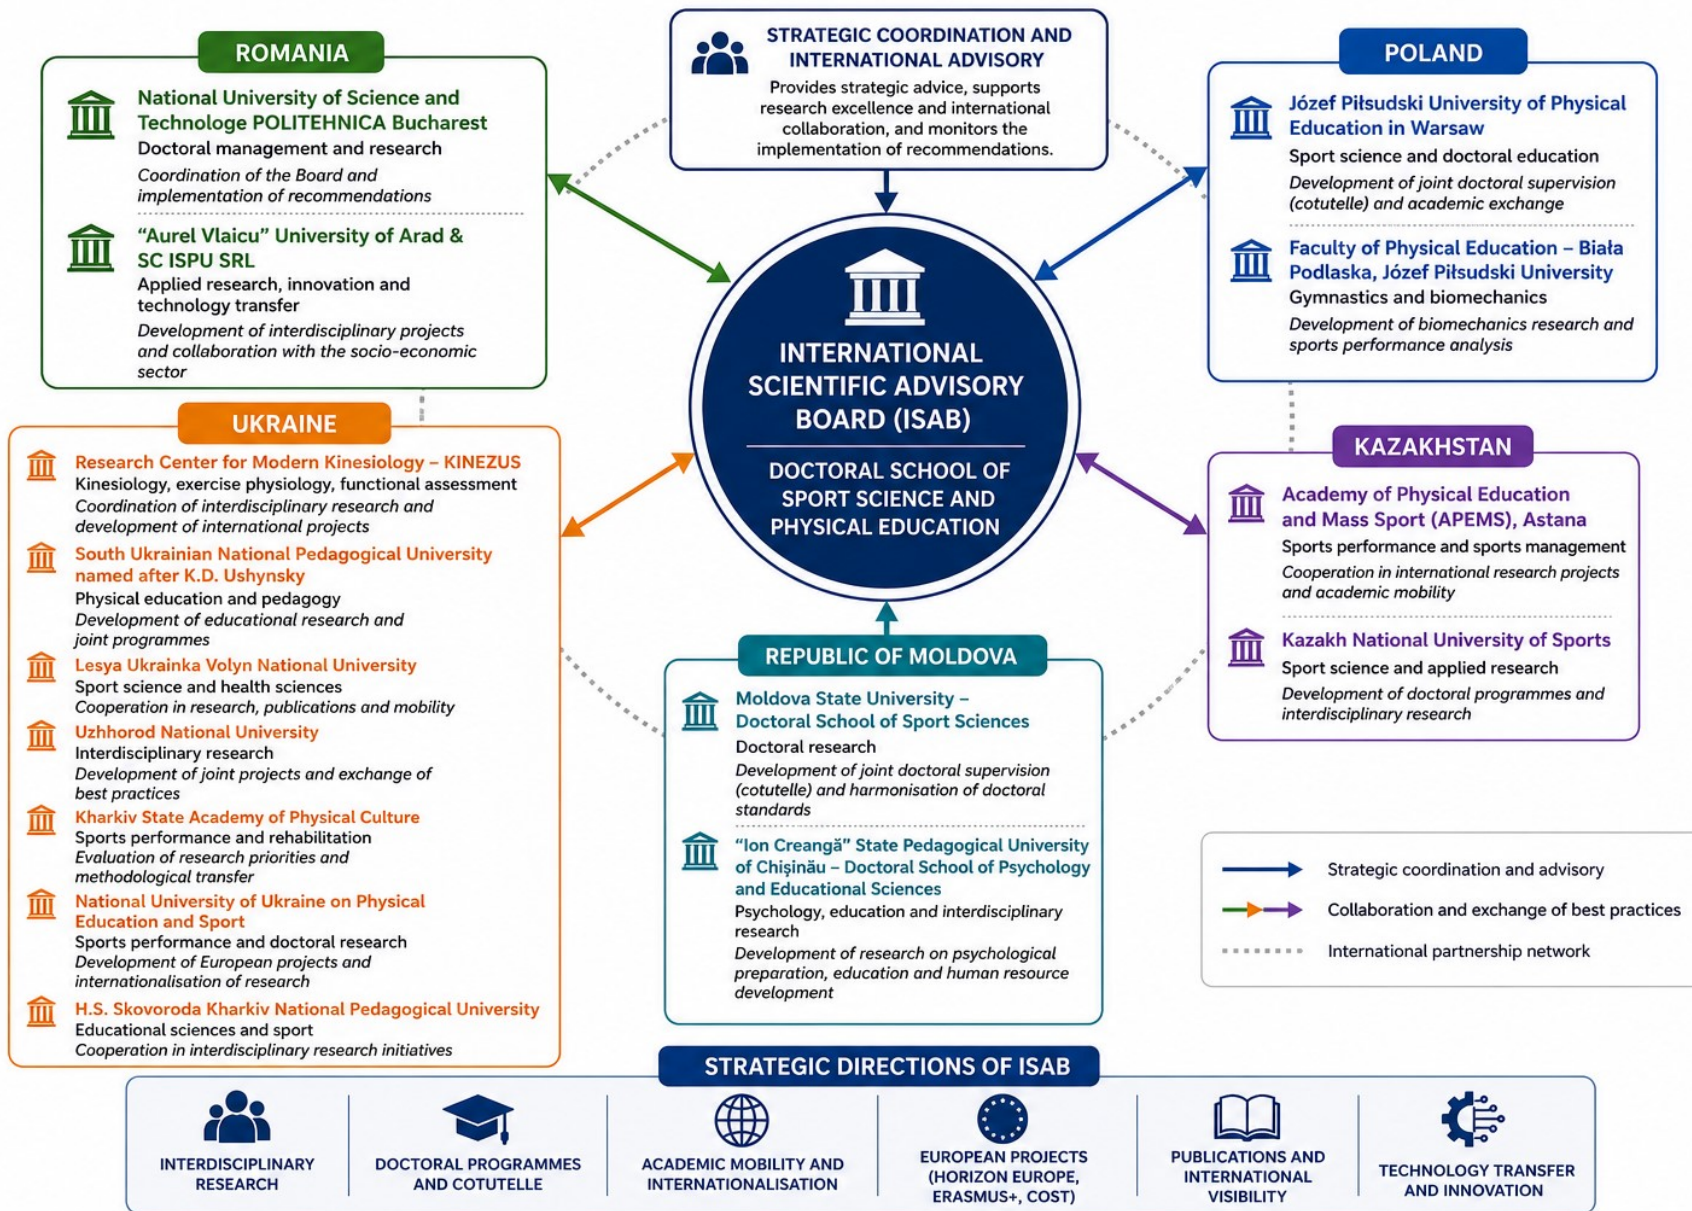 ROMANIA
National University of Science and
Technologe POLITEHNICA Bucharest
Doctoral management and research
Coordination of the Board and
implementation of recommendations
“Aurel Vlaicu” University of Arad &
SC ISPU SRL
Applied research, innovation and
technology transfer
Development of interdisciplinary projects
and collaboration with the socio-economic
sector
STRATEGIC COORDINATION AND
INTERNATIONAL ADVISORY
Provides strategic advice, supports
research excellence and international
collaboration, and monitors the
implementation of recommendations.
POLAND
Józef Piłsudski University of Physical
Education in Warsaw
Sport science and doctoral education
Development of joint doctoral supervision
(cotutelle) and academic exchange
Faculty of Physical Education – Biała
Podlaska, Józef Piłsudski University
Gymnastics and biomechanics
Development of biomechanics research and
sports performance analysis
INTERNATIONAL
SCIENTIFIC ADVISORY
BOARD (ISAB)
DOCTORAL SCHOOL OF
SPORT SCIENCE AND
PHYSICAL EDUCATION
UKRAINE
Research Center for Modern Kinesiology – KINEZUS
Kinesiology, exercise physiology, functional assessment
Coordination of interdisciplinary research and
development of international projects
South Ukrainian National Pedagogical University
named after K.D. Ushynsky
Physical education and pedagogy
Development of educational research and
joint programmes
Lesya Ukrainka Volyn National University
Sport science and health sciences
Cooperation in research, publications and mobility
Uzhhorod National University
Interdisciplinary research
Development of joint projects and exchange of
best practices
Kharkiv State Academy of Physical Culture
Sports performance and rehabilitation
Evaluation of research priorities and
methodological transfer
National University of Ukraine on Physical
Education and Sport
Sports performance and doctoral research
Development of European projects and
internationalisation of research
H.S. Skovoroda Kharkiv National Pedagogical University
Educational sciences and sport
Cooperation in interdisciplinary research initiatives
KAZAKHSTAN
Academy of Physical Education
and Mass Sport (APEMS), Astana
Sports performance and sports management
Cooperation in international research projects
and academic mobility
Kazakh National University of Sports
Sport science and applied research
Development of doctoral programmes and
interdisciplinary research
REPUBLIC OF MOLDOVA
Moldova State University –
Doctoral School of Sport Sciences
Doctoral research
Development of joint doctoral supervision
(cotutelle) and harmonisation of doctoral
standards
“Ion Creangă” State Pedagogical University
of Chişinău – Doctoral School of Psychology
and Educational Sciences
Psychology, education and interdisciplinary
research
Development of research on psychological
preparation, education and human resource
development
Strategic coordination and advisory
Collaboration and exchange of best practices
International partnership network
STRATEGIC DIRECTIONS OF ISAB
INTERDISCIPLINARY
RESEARCH
DOCTORAL PROGRAMMES
AND COTUTELLE
ACADEMIC MOBILITY AND
INTERNATIONALISATION
EUROPEAN PROJECTS
(HORIZON EUROPE,
ERASMUS+, COST)
PUBLICATIONS AND
INTERNATIONAL
VISIBILITY
TECHNOLOGY TRANSFER
AND INNOVATION